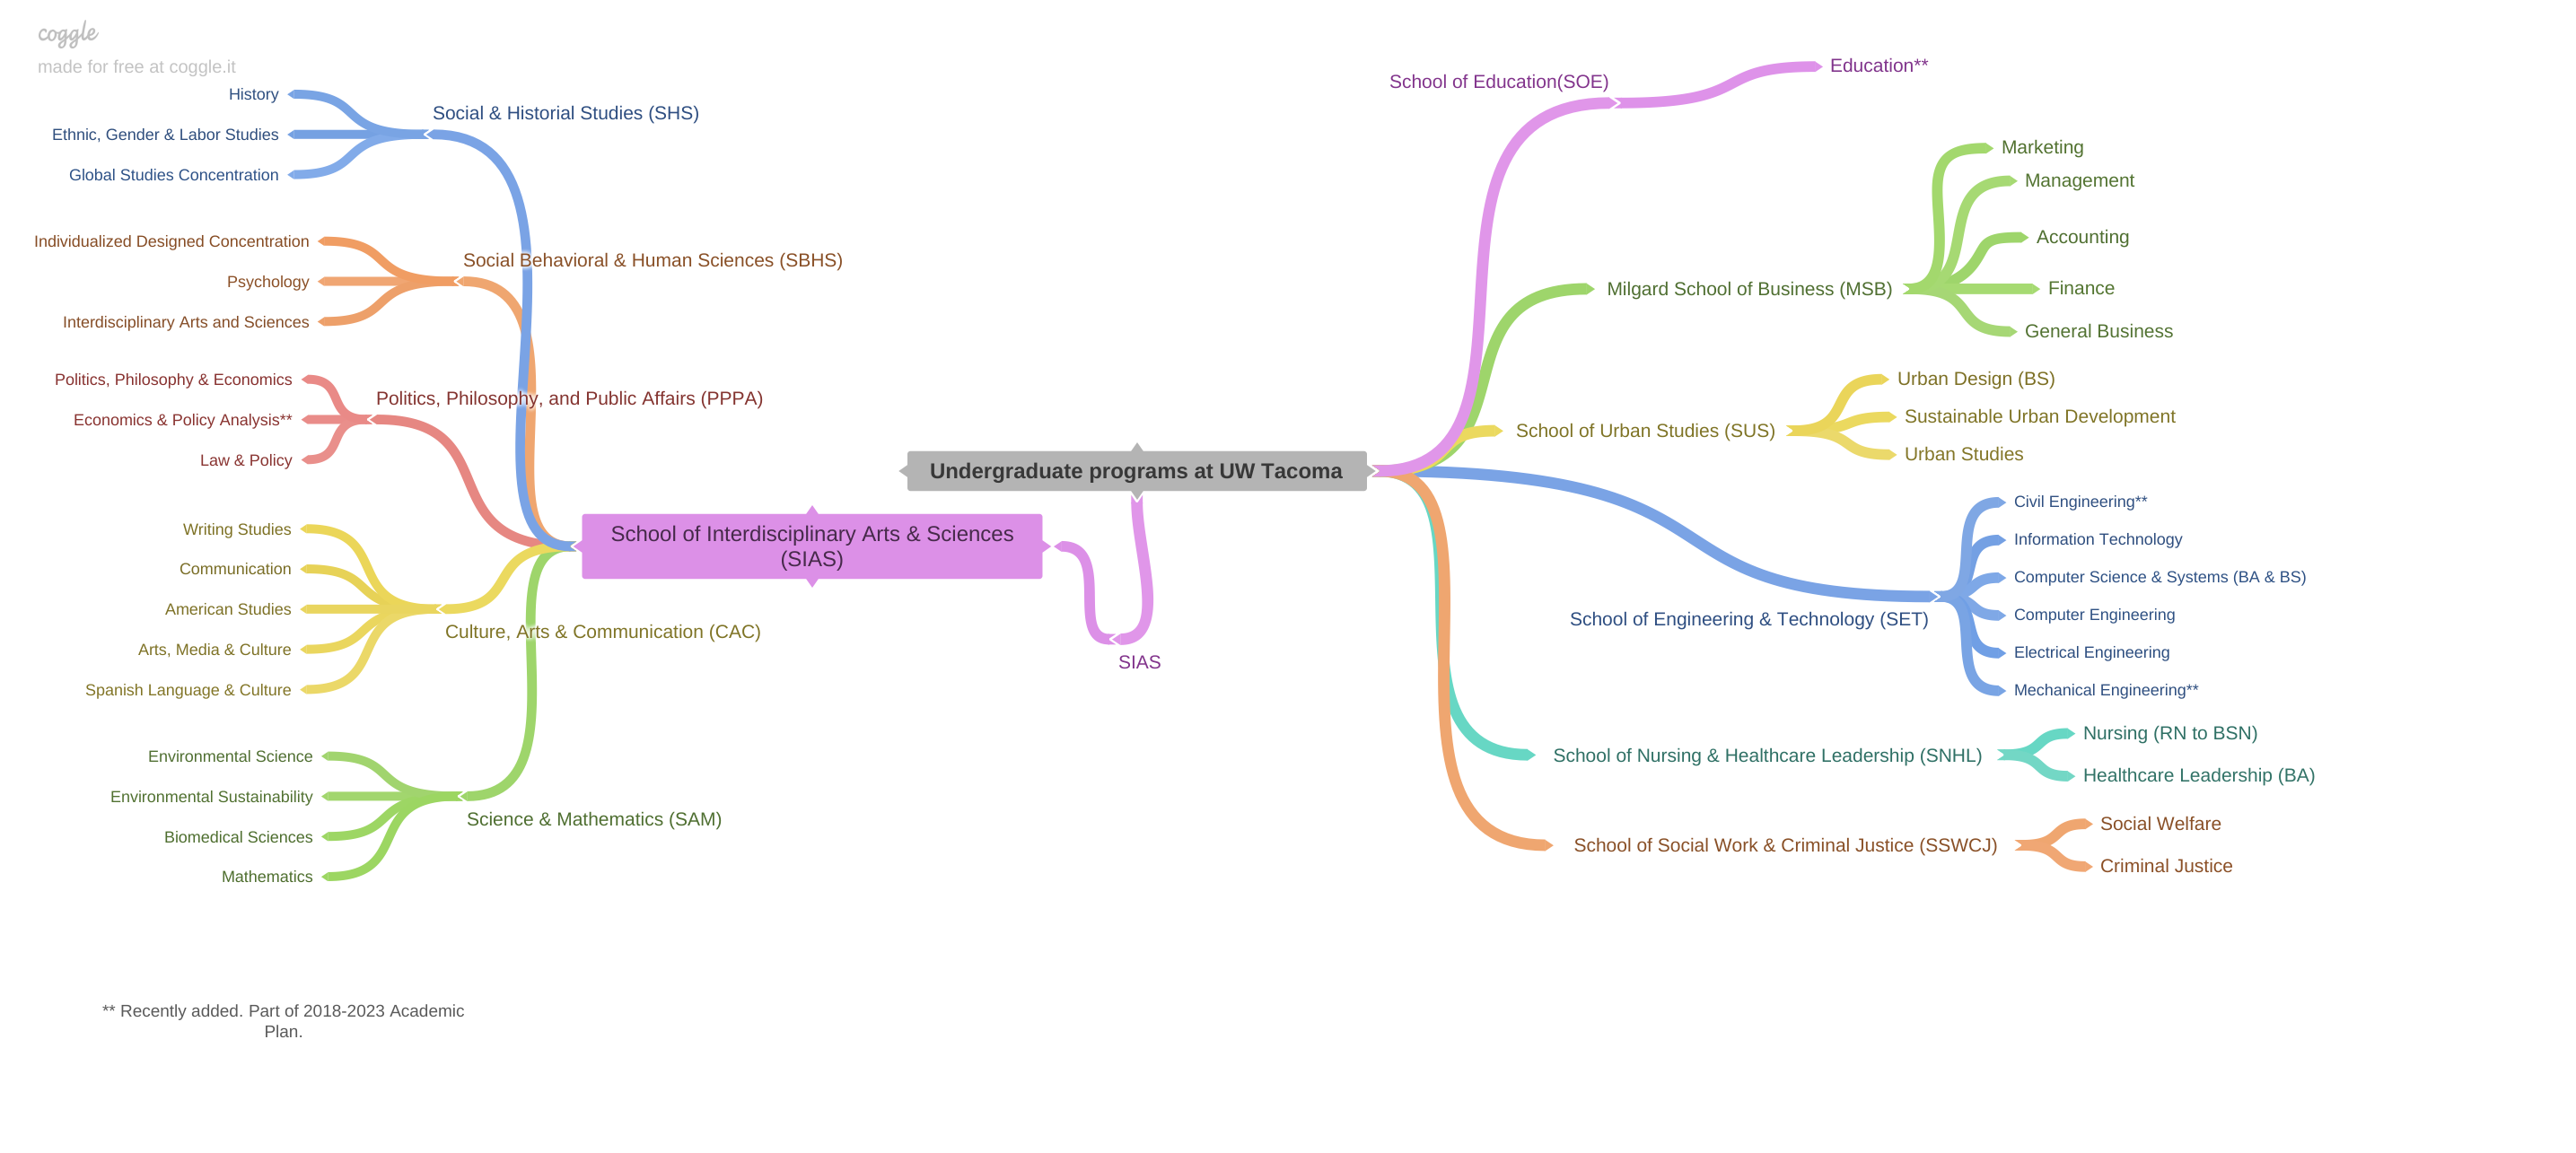 coggle
made for free at coggle.it
History
Ethnic, Gender & Labor Studies
Global Studies Concentration
Social & Historial Studies (SHS)
Individualized Designed Concentration
Psychology
Interdisciplinary Arts and Sciences
Social Behavioral & Human Sciences (SBHS)
Politics, Philosophy & Economics
Economics & Policy Analysis**
Law & Policy
Politics, Philosophy, and Public Affairs (PPPA)
Writing Studies
Communication
American Studies
Arts, Media & Culture
Spanish Language & Culture
Culture, Arts & Communication (CAC)
Environmental Science
Environmental Sustainability
Biomedical Sciences
Mathematics
Science & Mathematics (SAM)
School of Interdisciplinary Arts & Sciences
(SIAS)
SIAS
Undergraduate programs at UW Tacoma
School of Education(SOE)
Education**
Milgard School of Business (MSB)
Marketing
Management
Accounting
Finance
General Business
School of Urban Studies (SUS)
Urban Design (BS)
Sustainable Urban Development
Urban Studies
School of Engineering & Technology (SET)
Civil Engineering**
Information Technology
Computer Science & Systems (BA & BS)
Computer Engineering
Electrical Engineering
Mechanical Engineering**
School of Nursing & Healthcare Leadership (SNHL)
Nursing (RN to BSN)
Healthcare Leadership (BA)
School of Social Work & Criminal Justice (SSWCJ)
Social Welfare
Criminal Justice
** Recently added. Part of 2018-2023 Academic
Plan.